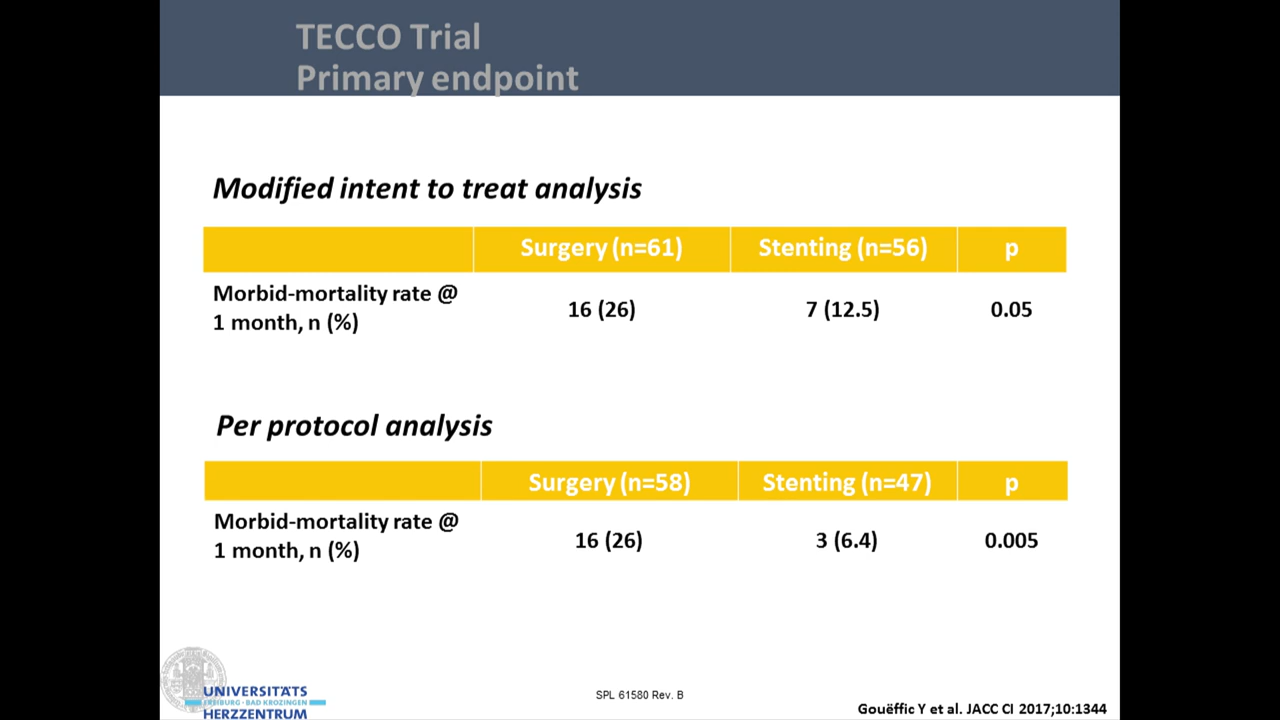 TECCO Trial
Primary endpoint
Modified intent to treat analysis
Surgery (n=61) Stenting (n=56) p
Morbid-mortality rate @
1 month, n (%) 16 (26) 7 (12.5) 0.05
Per protocol analysis
Surgery (n=58) Stenting (n=47) p
Morbid-mortality rate @
1 month, n (%) 16 (26) 3 (6.4) 0.005
UNIVERSITÄTS
FREIBURG · BAD KROZINGEN
HERZZENTRUM
SPL 61580 Rev. B
Gouëffic Y et al. JACC CI 2017;10:1344